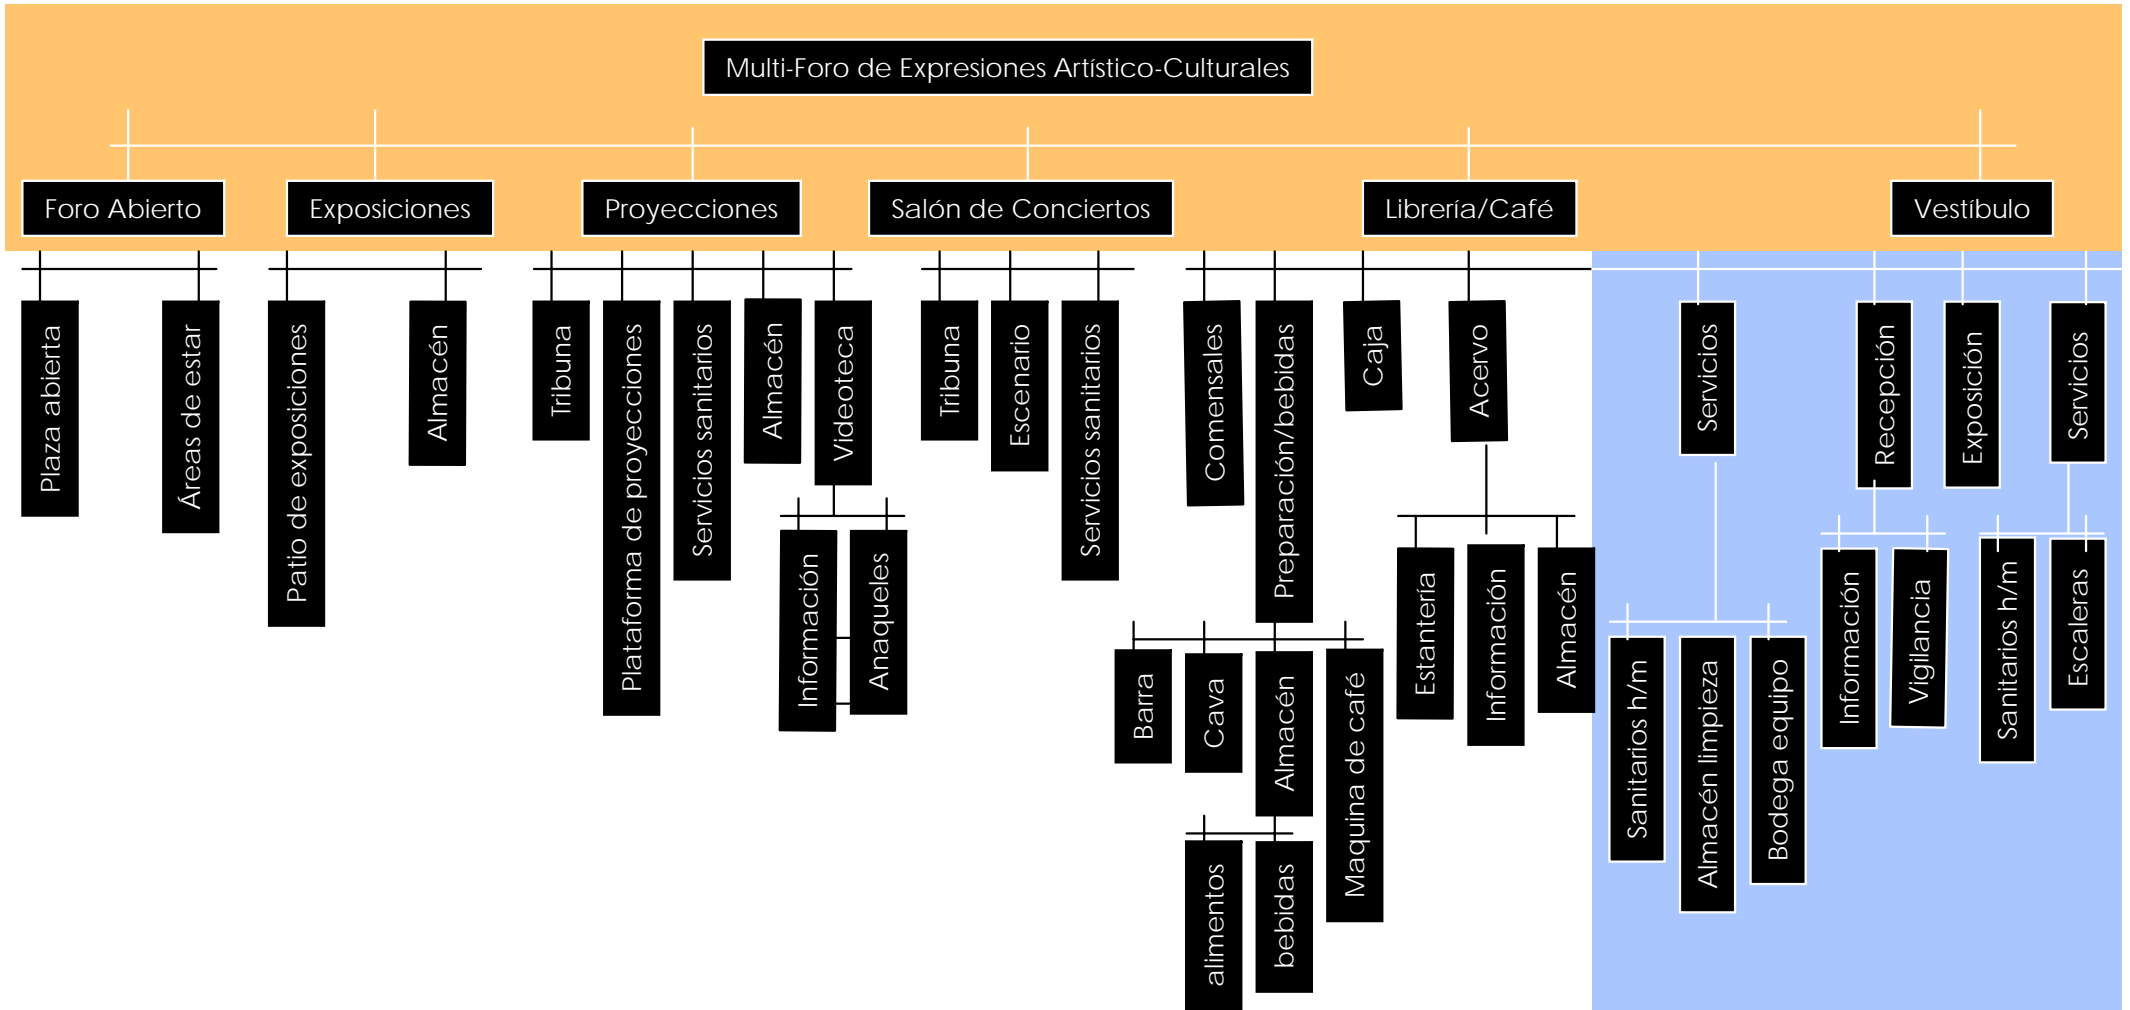 Multi-Foro de Expresiones Artístico-Culturales
Foro Abierto
Exposiciones
Proyecciones
Salón de Conciertos
Librería/Café
Vestíbulo
Plaza abierta
Áreas de estar
Patio de exposiciones
Almacén
Tribuna
Plataforma de proyecciones
Servicios sanitarios
Almacén
Videoteca
Información
Anaqueles
Tribuna
Escenario
Servicios sanitarios
Comensales
Preparación/bebidas
Caja
Acervo
Barra
Cava
Almacén
Maquina de café
alimentos
bebidas
Estantería
Información
Almacén
Servicios
Sanitarios h/m
Almacén limpieza
Bodega equipo
Recepción
Exposición
Servicios
Información
Vigilancia
Sanitarios h/m
Escaleras